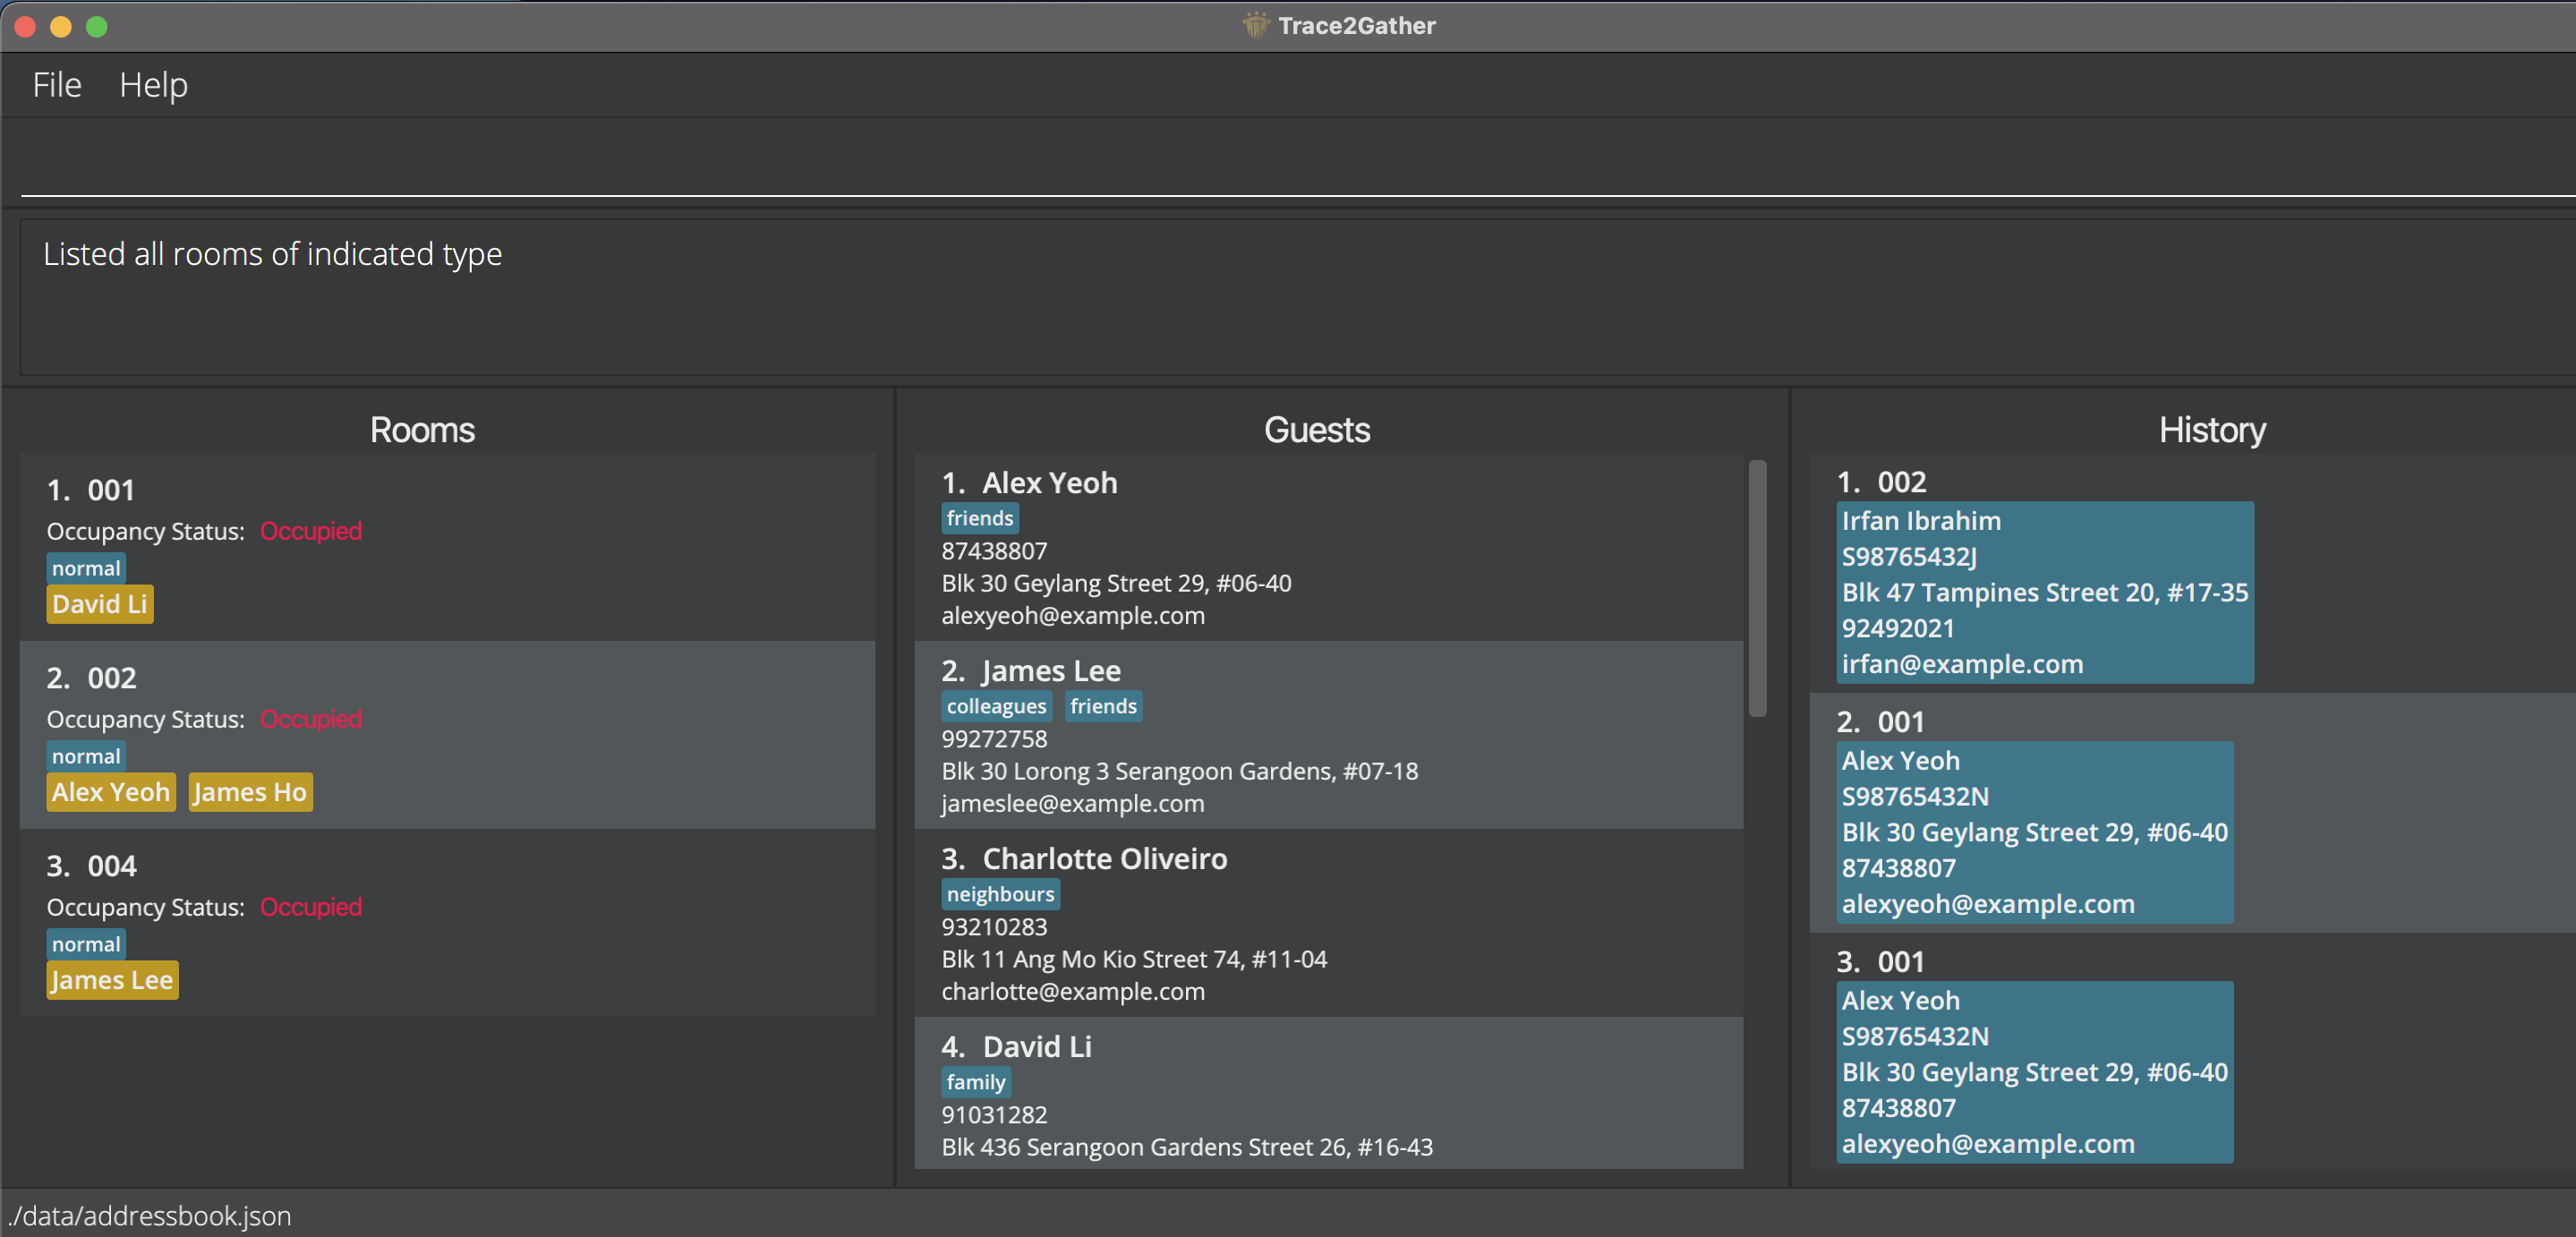 Trace2Gather
File Help
Listed all rooms of indicated type
Rooms
1. 001
Occupancy Status: Occupied
normal
David Li
2. 002
Occupancy Status: Occupied
normal
Alex Yeoh James Ho
3. 004
Occupancy Status: Occupied
normal
James Lee
Guests
1. Alex Yeoh
friends
87438807
Blk 30 Geylang Street 29, #06-40
alexyeoh@example.com
2. James Lee
colleagues friends
99272758
Blk 30 Lorong 3 Serangoon Gardens, #07-18
jameslee@example.com
3. Charlotte Oliveiro
neighbours
93210283
Blk 11 Ang Mo Kio Street 74, #11-04
charlotte@example.com
4. David Li
family
91031282
Blk 436 Serangoon Gardens Street 26, #16-43
History
1. 002
Irfan Ibrahim
S98765432J
Blk 47 Tampines Street 20, #17-35
92492021
irfan@example.com
2. 001
Alex Yeoh
S98765432N
Blk 30 Geylang Street 29, #06-40
87438807
alexyeoh@example.com
3. 001
Alex Yeoh
S98765432N
Blk 30 Geylang Street 29, #06-40
87438807
alexyeoh@example.com
./data/addressbook.json